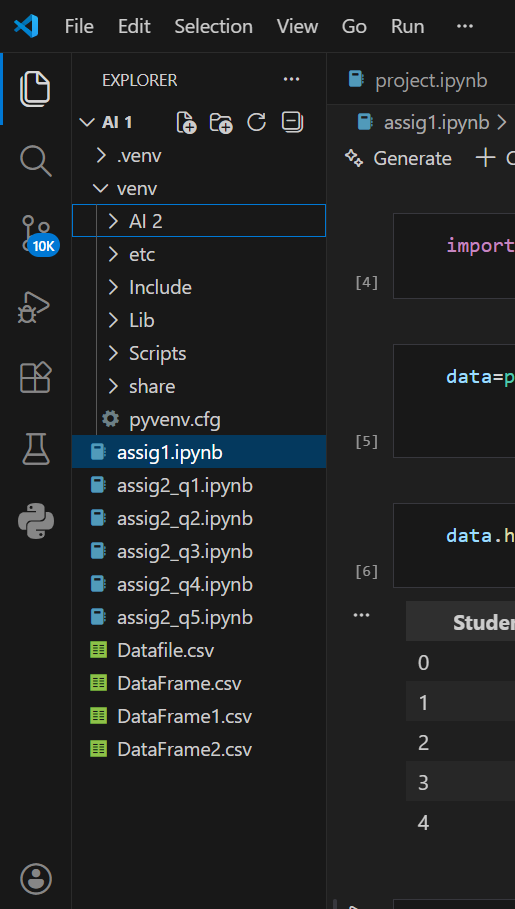 File Edit Selection View Go Run ···
EXPLORER ···
AI 1
.venv
venv
AI 2
etc
Include
Lib
Scripts
share
pyvenv.cfg
assig1.ipynb
assig2_q1.ipynb
assig2_q2.ipynb
assig2_q3.ipynb
assig2_q4.ipynb
assig2_q5.ipynb
Datafile.csv
DataFrame.csv
DataFrame1.csv
DataFrame2.csv
10K
project.ipynb
assig1.ipynb >
Generate + C
import
[4]
data=p
[5]
data.h
[6]
···
Studen
0
1
2
3
4